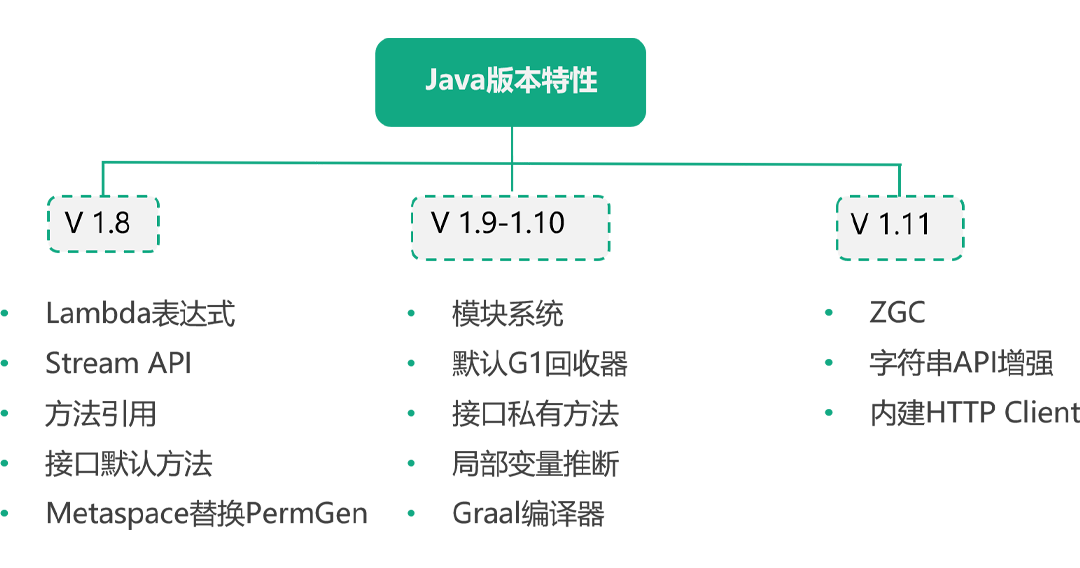 Java版本特性
V 1.8
Lambda表达式
Stream API
方法引用
接口默认方法
Metaspace替换PermGen
V 1.9-1.10
模块系统
默认G1回收器
接口私有方法
局部变量推断
Graal编译器
V 1.11
ZGC
字符串API增强
内建HTTP Client